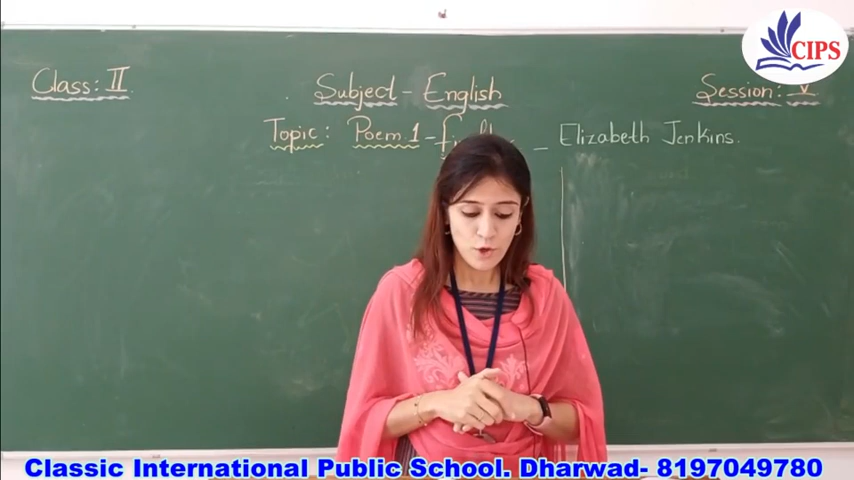 CIPS
Class: II
Subject - English
Session: V
Topic: Poem.1 - - Elizabeth Jenkins.
Classic International Public School. Dharwad- 8197049780